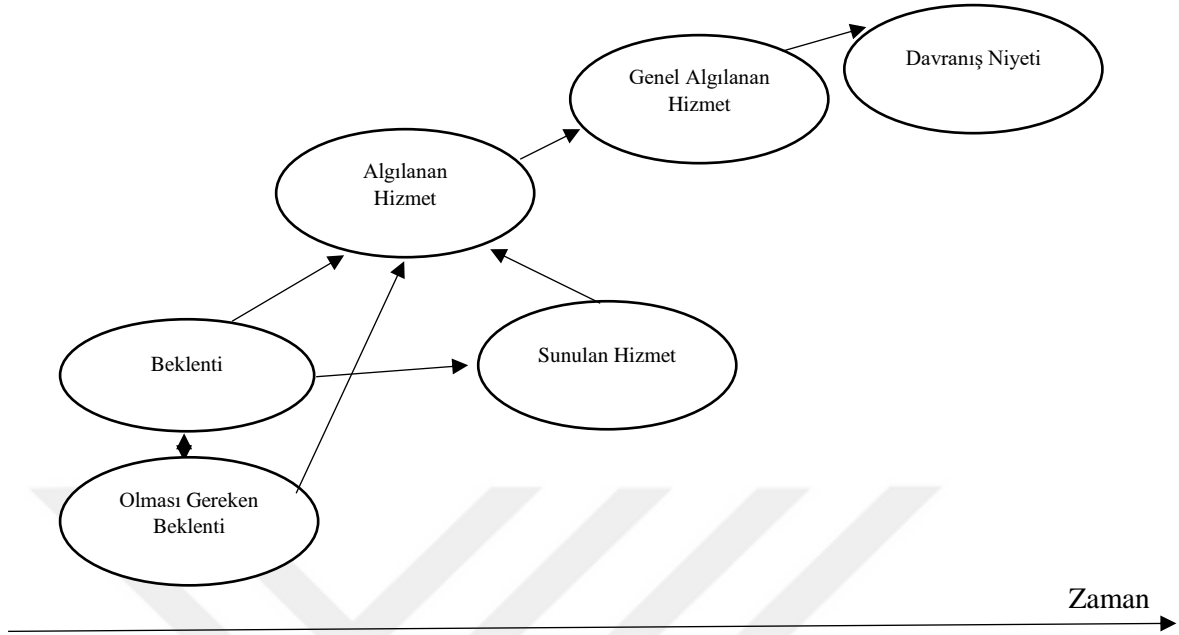 Davranış Niyeti
Genel Algılanan
Hizmet
Algılanan
Hizmet
Beklenti
Sunulan Hizmet
Olması Gereken
Beklenti
Zaman